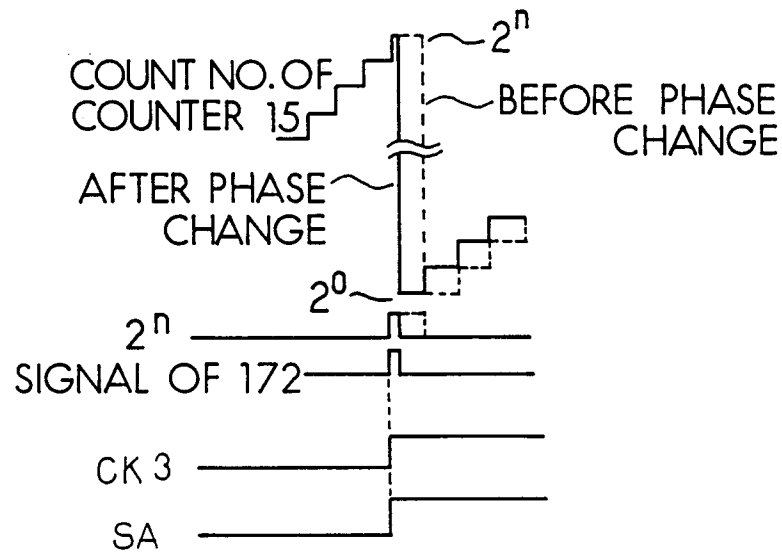 2ⁿ
COUNT NO. OF
COUNTER 15
BEFORE PHASE
CHANGE
AFTER PHASE
CHANGE
2⁰
2ⁿ
SIGNAL OF 172
CK 3
SA